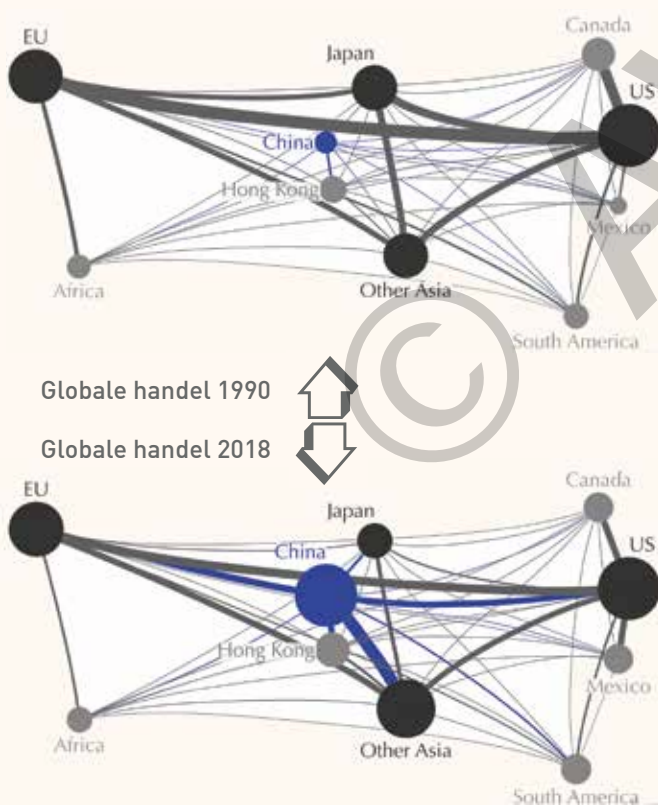 EU
Japan
Canada
US
China
Hong Kong
Mexico
Africa
Other Asia
South America
Globale handel 1990
Globale handel 2018
EU
Japan
Canada
US
China
Hong Kong
Mexico
Africa
Other Asia
South America
©